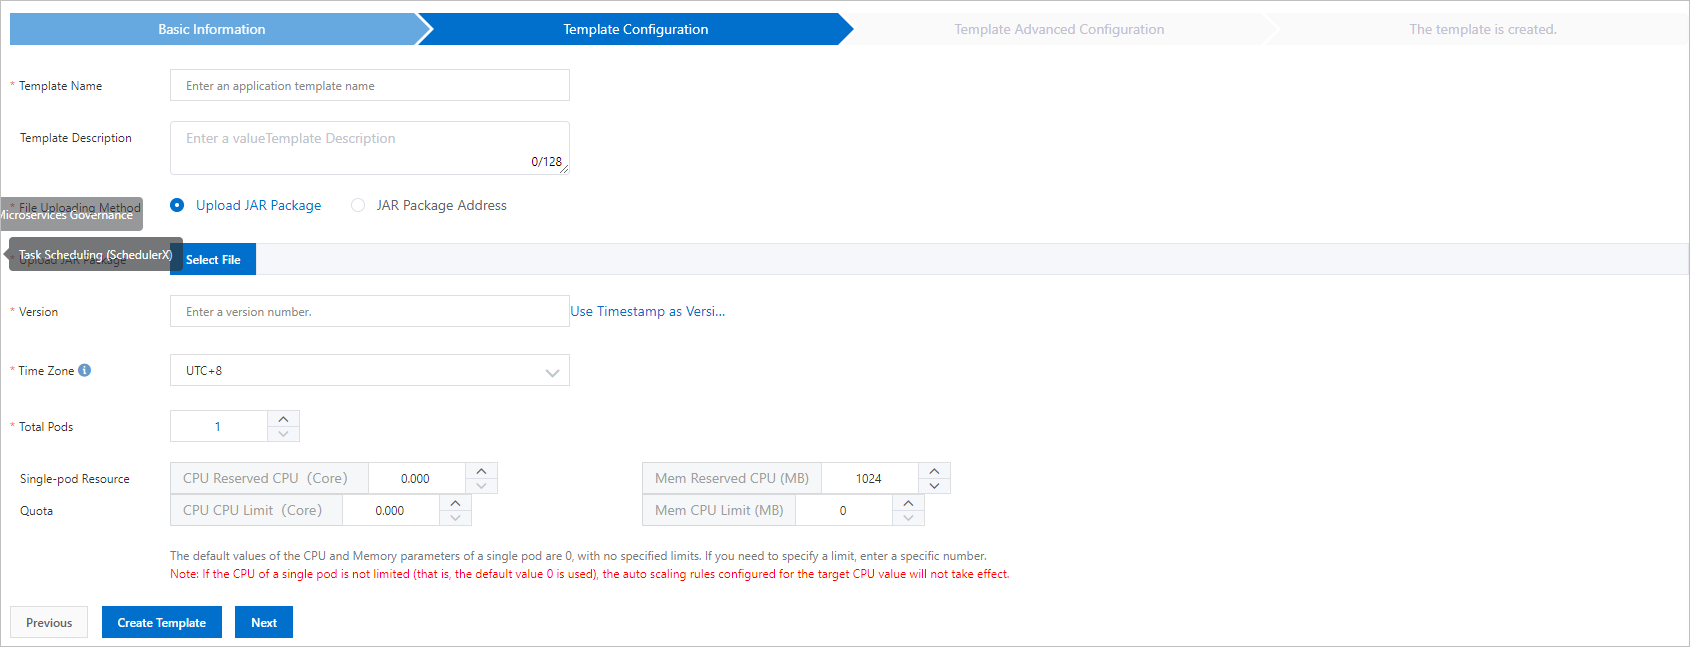 Basic Information
Template Configuration
Template Advanced Configuration
The template is created.
* Template Name
Enter an application template name
Template Description
Enter a valueTemplate Description
0/128
* File Uploading Method
Microservices Governance
Upload JAR Package
JAR Package Address
Task Scheduling (SchedulerX)
* Upload JAR Package
Select File
* Version
Enter a version number.
Use Timestamp as Versi...
* Time Zone
UTC+8
* Total Pods
1
Single-pod Resource
Quota
CPU Reserved CPU（Core）
0.000
Mem Reserved CPU (MB)
1024
CPU CPU Limit（Core）
0.000
Mem CPU Limit (MB)
0
The default values of the CPU and Memory parameters of a single pod are 0, with no specified limits. If you need to specify a limit, enter a specific number.
Note: If the CPU of a single pod is not limited (that is, the default value 0 is used), the auto scaling rules configured for the target CPU value will not take effect.
Previous
Create Template
Next